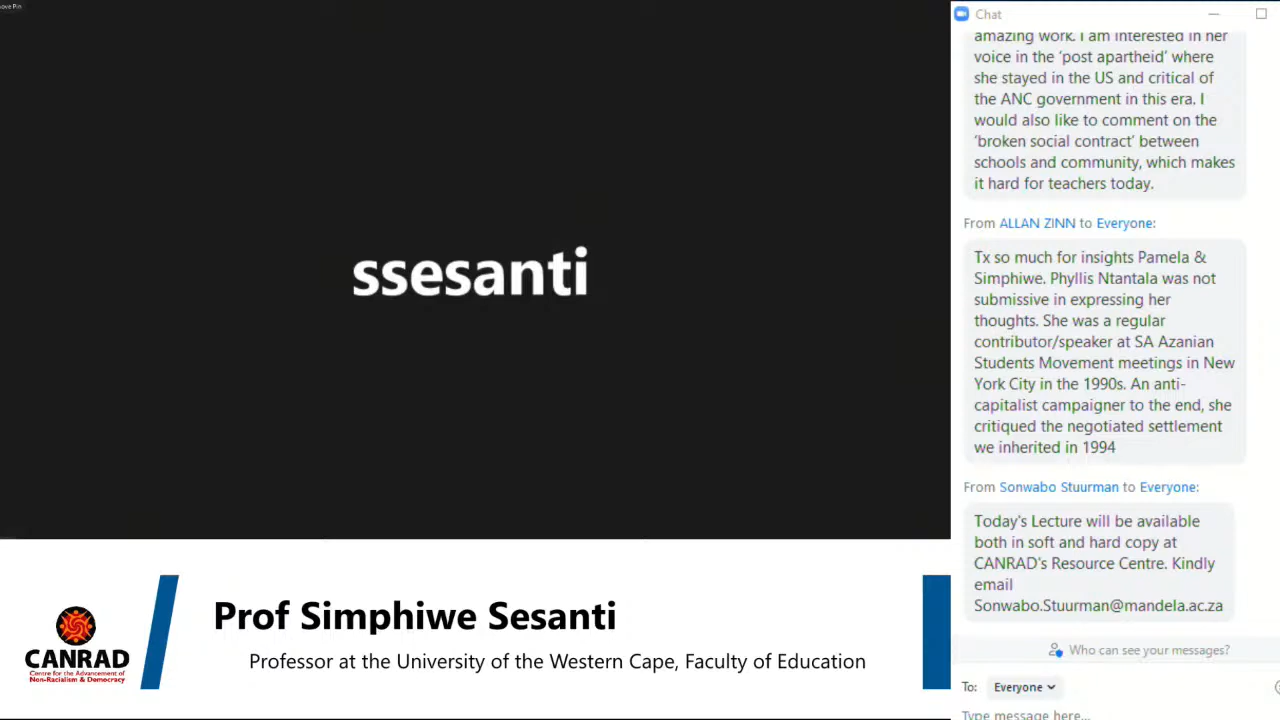 ove Pin
ssesanti
CANRAD
Centre for the Advancement of
Non-Racialism & Democracy
Prof Simphiwe Sesanti
Professor at the University of the Western Cape, Faculty of Education
Chat
amazing work. I am interested in her
voice in the ‘post apartheid’ where
she stayed in the US and critical of
the ANC government in this era. I
would also like to comment on the
‘broken social contract’ between
schools and community, which makes
it hard for teachers today.
From ALLAN ZINN to Everyone:
Tx so much for insights Pamela &
Simphiwe. Phyllis Ntantala was not
submissive in expressing her
thoughts. She was a regular
contributor/speaker at SA Azanian
Students Movement meetings in New
York City in the 1990s. An anti-
capitalist campaigner to the end, she
critiqued the negotiated settlement
we inherited in 1994
From Sonwabo Stuurman to Everyone:
Today's Lecture will be available
both in soft and hard copy at
CANRAD's Resource Centre. Kindly
email
Sonwabo.Stuurman@mandela.ac.za
Who can see your messages?
To: Everyone
Type message here...